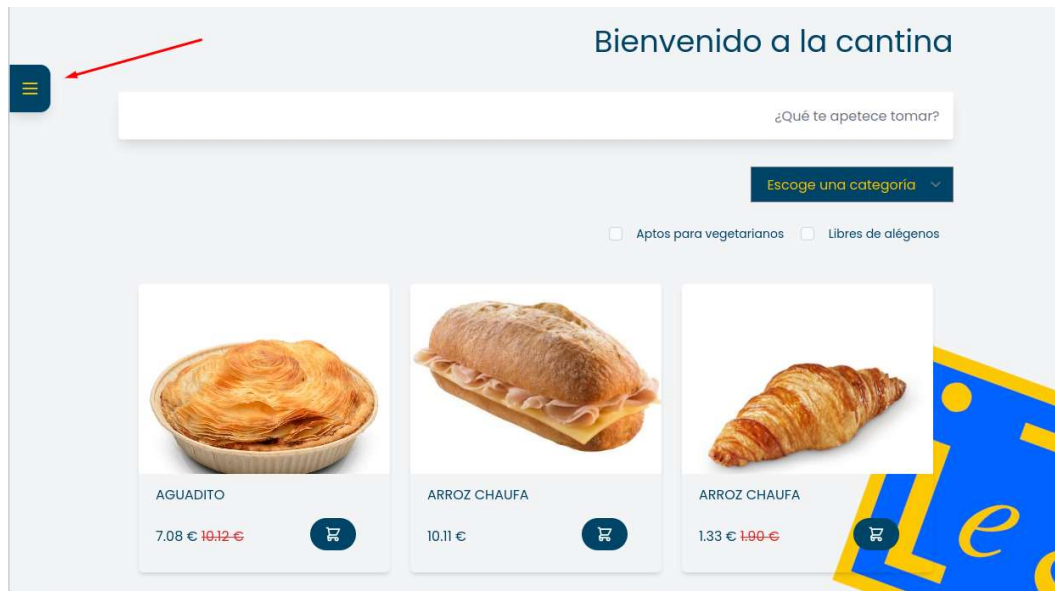 Bienvenido a la cantina
¿Qué te apetece tomar?
Escoge una categoría
Aptos para vegetarianos Libres de alégenos
AGUADITO
7.08 € 10.12 €
ARROZ CHAUFA
10.11 €
ARROZ CHAUFA
1.33 € 1.90 €
e